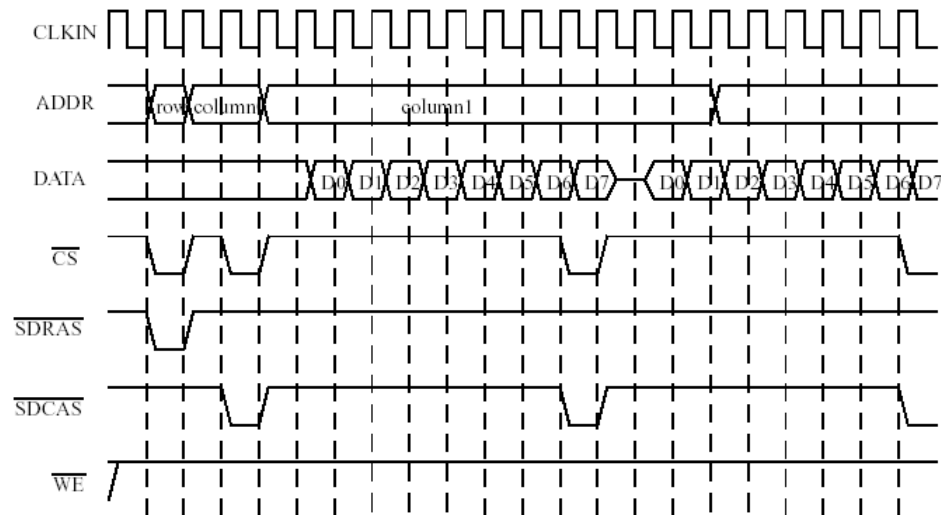 CLKIN
ADDR row column column1
DATA D0 D1 D2 D3 D4 D5 D6 D7 D0 D1 D2 D3 D4 D5 D6 D7
CS
SDRAS
SDCAS
WE